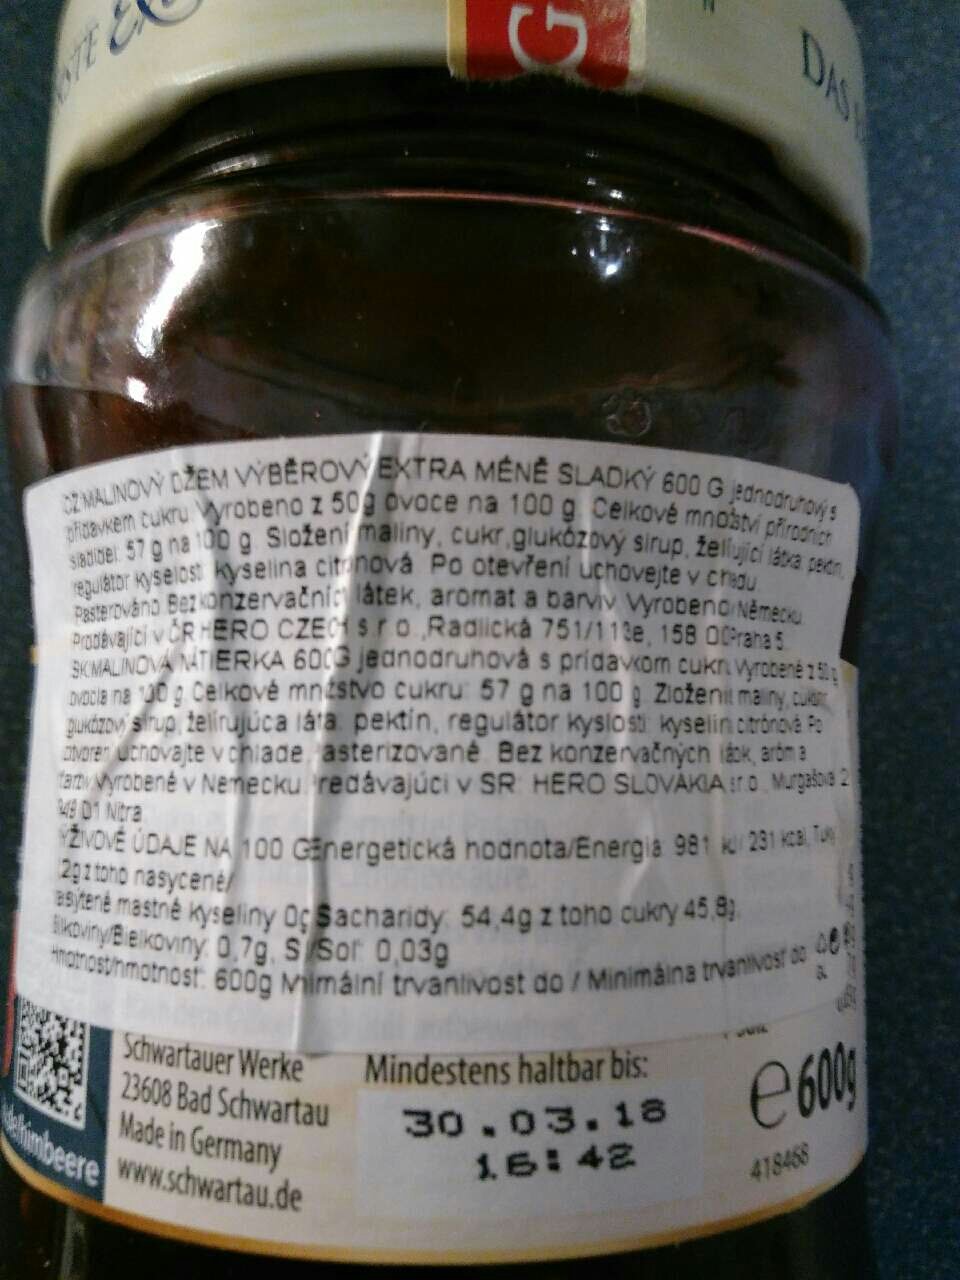 DAS
G
CZ MALINOVÝ DŽEM VÝBĚROVÝ EXTRA MÉNĚ SLADKÝ 600 G jednodruhový s
přídavkem cukru Vyrobeno z 50g ovoce na 100 g. Celkové množství přírodních
sladidel: 57 g na 100 g. Složení maliny, cukr, glukózový sirup, želírující látka pektin,
regulátor kyselosti kyselina citrónová Po otevření uchovejte v chladu
Pasterováno Bez konzervačních látek, aromat a barviv Vyrobeno Německu
Prodávající v ČR HERO CZECH s.r.o., Radlická 751/113e, 158 00 Praha 5
SK MALINOVÁ NÁTIERKA 600G jednodruhová s prídavkom cukru Vyrobené z 50 g
ovocia na 100 g Celkové množstvo cukru: 57 g na 100 g. Zloženie maliny, cukor
glukózový sirup, želírujúca látka: pektín, regulátor kyslosti: kyselina citrónová Po
otvorení uchovajte v chlade. Pasterizované. Bez konzervačných látok, aróm a
farbív Vyrobené v Nemecku. Predávajúci v SR: HERO SLOVAKIA s.r.o. Murgašova 2
949 01 Nitra
VÝŽIVOVÉ ÚDAJE NA 100 G Energetická hodnota/Energia 981 kJ/ 231 kcal, Tuky
0,2g z toho nasycené/
nasýtené mastné kyseliny 0g Sacharidy: 54,4g z toho cukry 45,8g
Bílkoviny/Bielkoviny: 0,7g, Sůl/Soľ: 0,03g
Hmotnost/hmotnosť: 600g Minimální trvanlivost do / Minimálna trvanlivosť do
Schwartauer Werke
23608 Bad Schwartau
Made in Germany
www.schwartau.de
Mindestens haltbar bis:
30.03.18
16:42
e 600g
418468